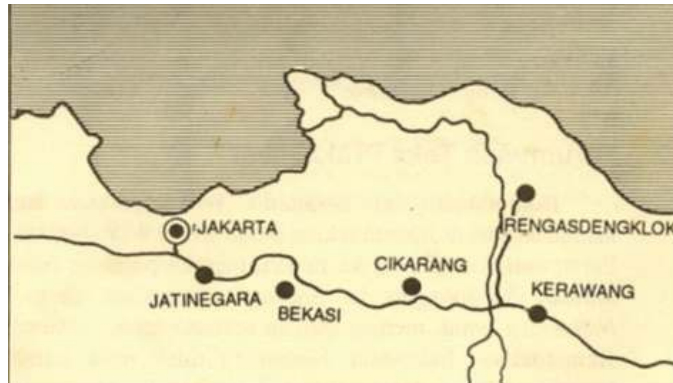 JAKARTA
RENGASDENGKLOK
CIKARANG
JATINEGARA
BEKASI
KERAWANG